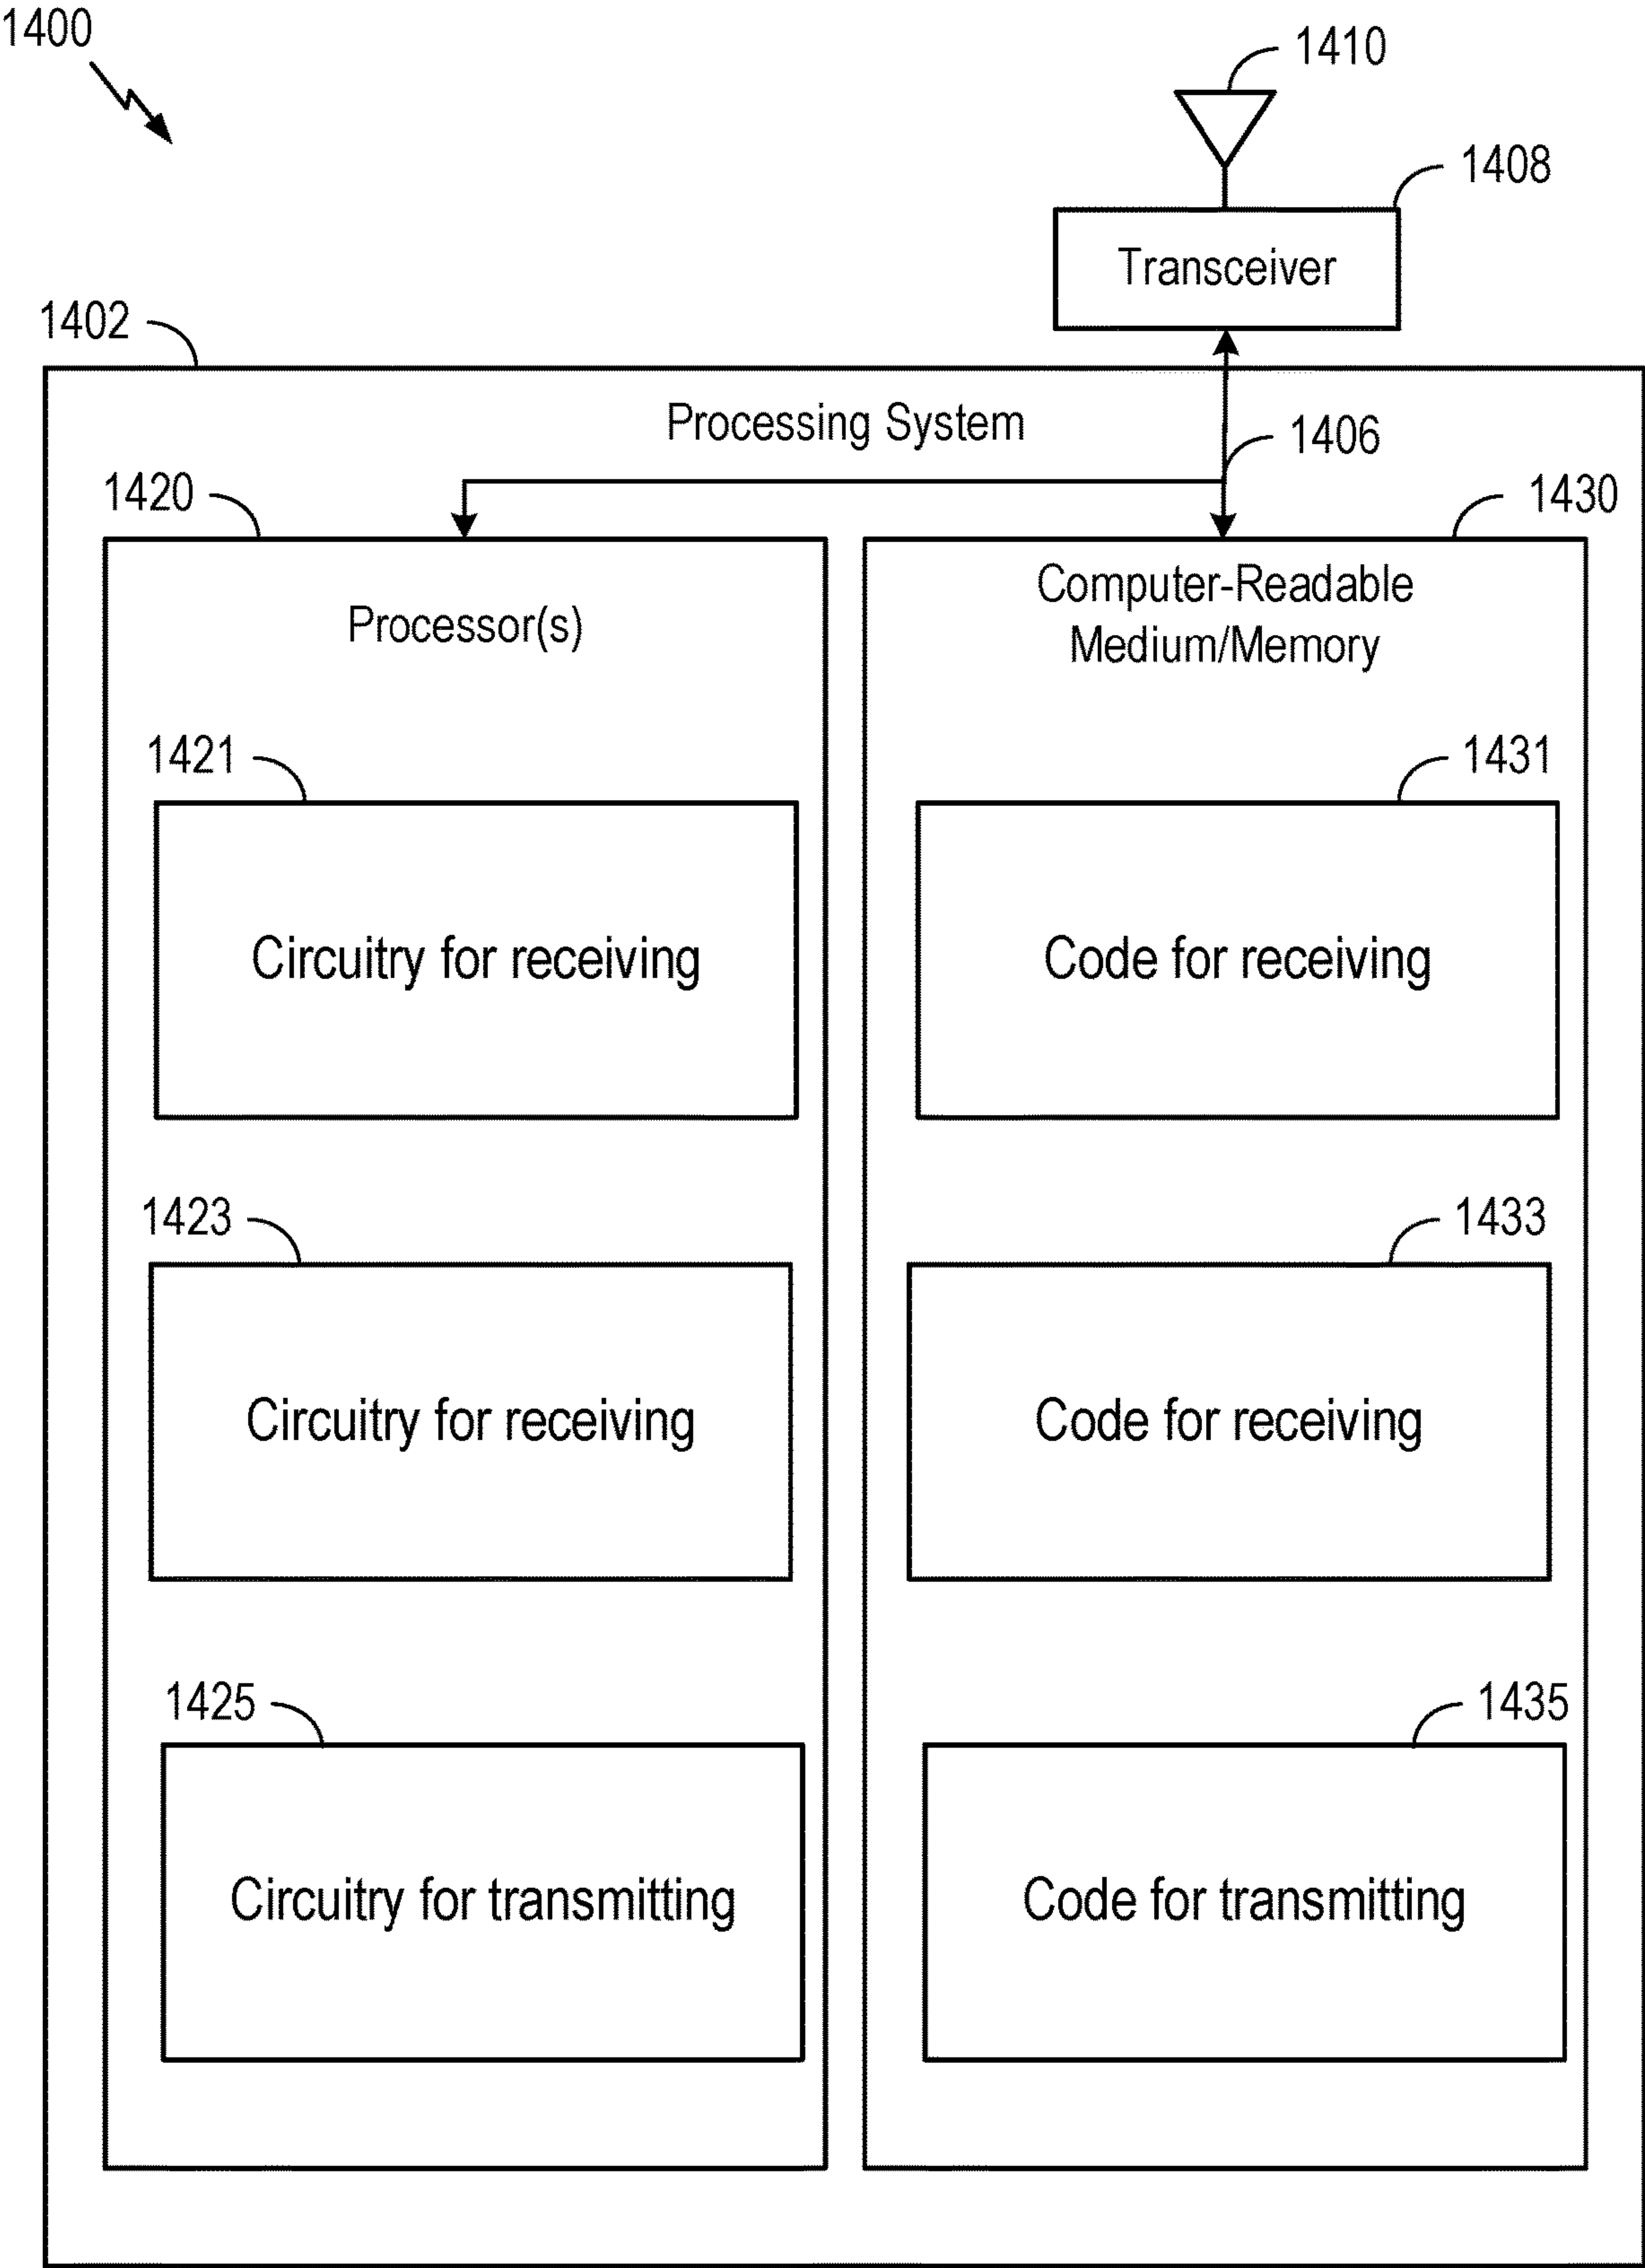 1400
1410
1408
Transceiver
1402
Processing System
1406
1420
1430
Processor(s)
Computer-Readable
Medium/Memory
1421
1431
Circuitry for receiving
Code for receiving
1423
1433
Circuitry for receiving
Code for receiving
1425
1435
Circuitry for transmitting
Code for transmitting